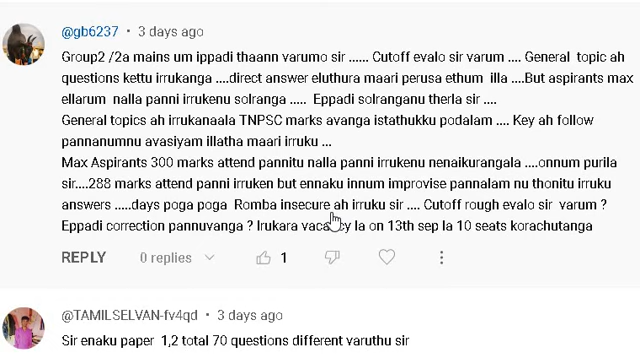 @gb6237 • 3 days ago
Group2 /2a mains um ippadi thaann varumo sir ...... Cutoff evalo sir varum .... General topic ah
questions kettu irrukanga ....direct answer eluthura maari perusa ethum illa ....But aspirants max
ellarum nalla panni irrukenu solranga ..... Eppadi solranganu therla sir ....
General topics ah irrukanaala TNPSC marks avanga istathukku podalam .... Key ah follow
pannanumnu avasiyam illatha maari irruku ...
Max Aspirants 300 marks attend pannitu nalla panni irrukenu nenaikurangala ....onnum purila
sir....288 marks attend panni irruken but ennaku innum improvise pannalam nu thonitu irruku
answers .....days poga poga Romba insecure ah irruku sir .... Cutoff rough evalo sir varum ?
Eppadi correction pannuvanga ? Irukara vacancy la on 13th sep la 10 seats korachutanga
REPLY 0 replies 1
@TAMILSELVAN-fv4qd • 3 days ago
Sir enaku paper 1,2 total 70 questions different varuthu sir